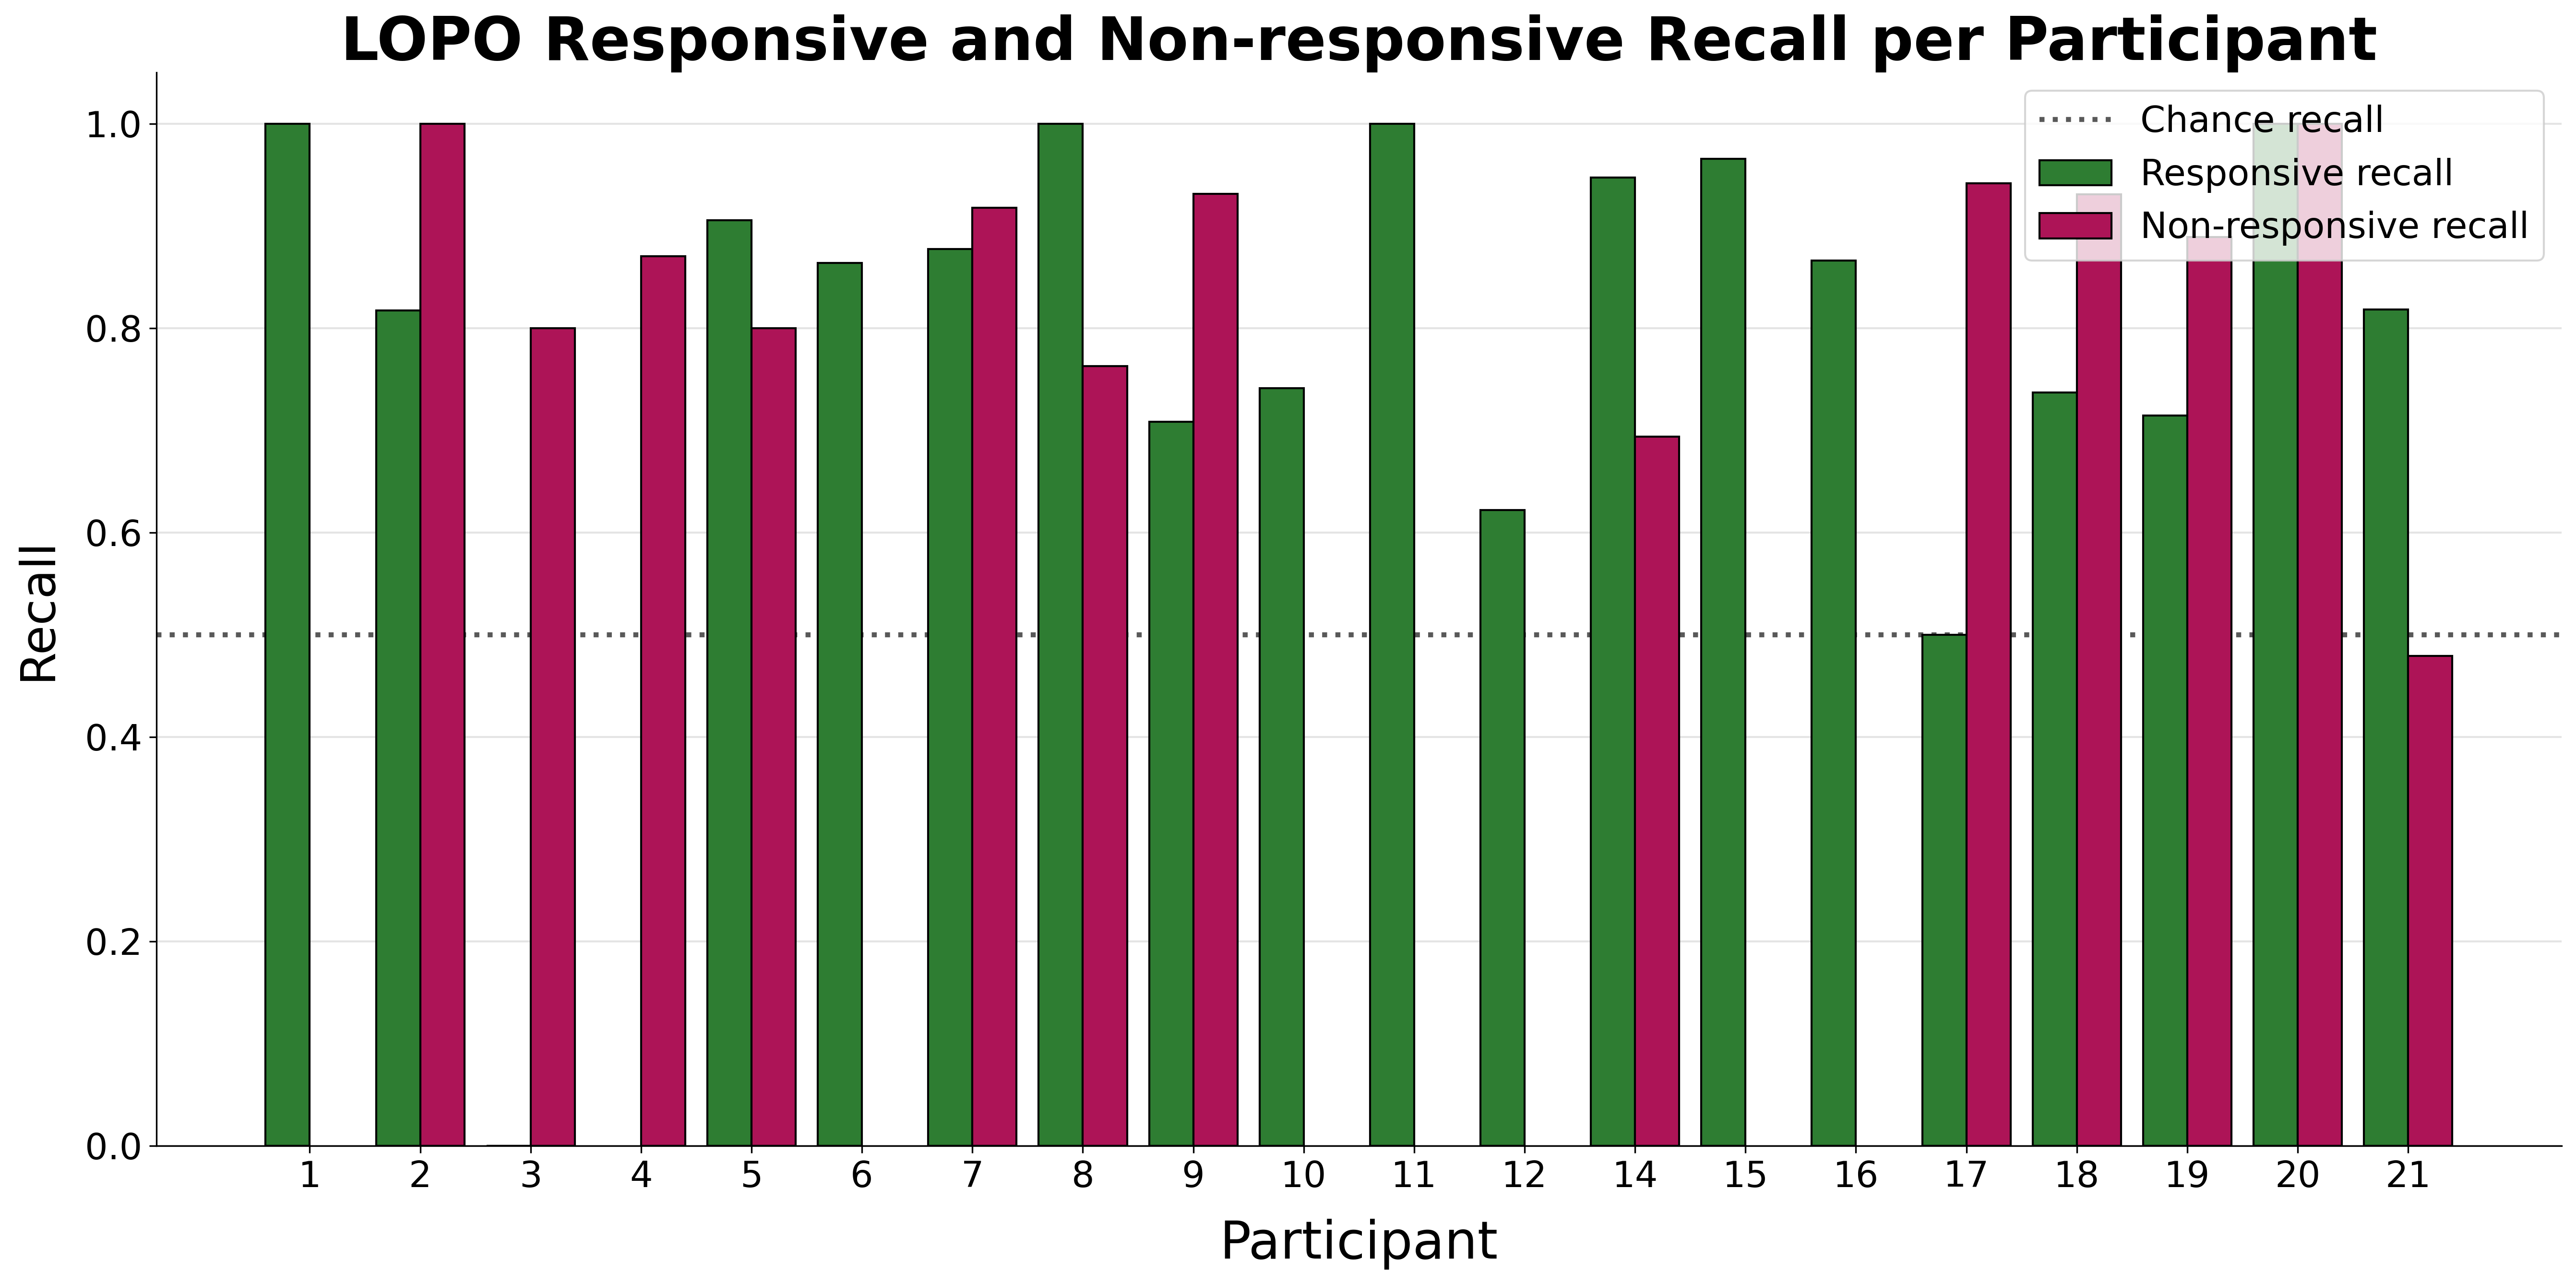 LOPO Responsive and Non-responsive Recall per Participant
Chance recall
Responsive recall
Non-responsive recall
Recall
1.0
0.8
0.6
0.4
0.2
0.0
1 2 3 4 5 6 7 8 9 10 11 12 14 15 16 17 18 19 20 21
Participant